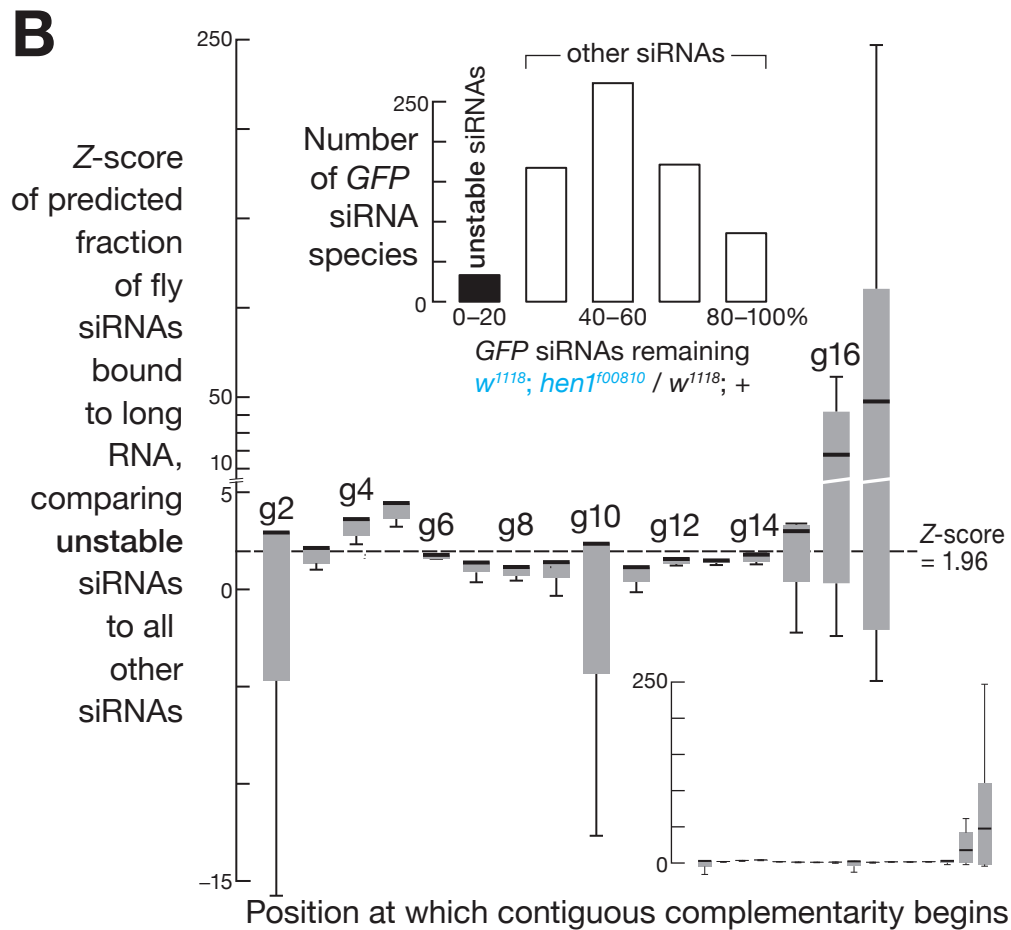 B
Z-score
of predicted
fraction
of fly
siRNAs
bound
to long
RNA,
comparing
unstable
siRNAs
to all
other
siRNAs
250
50
10
5
0
–15
Number
of GFP
siRNA
species
250
0
unstable siRNAs
other siRNAs
0–20
40–60
80–100%
GFP siRNAs remaining
w1118; hen1f00810 / w1118; +
g2
g4
g6
g8
g10
g12
g14
g16
Z-score
= 1.96
250
0
Position at which contiguous complementarity begins